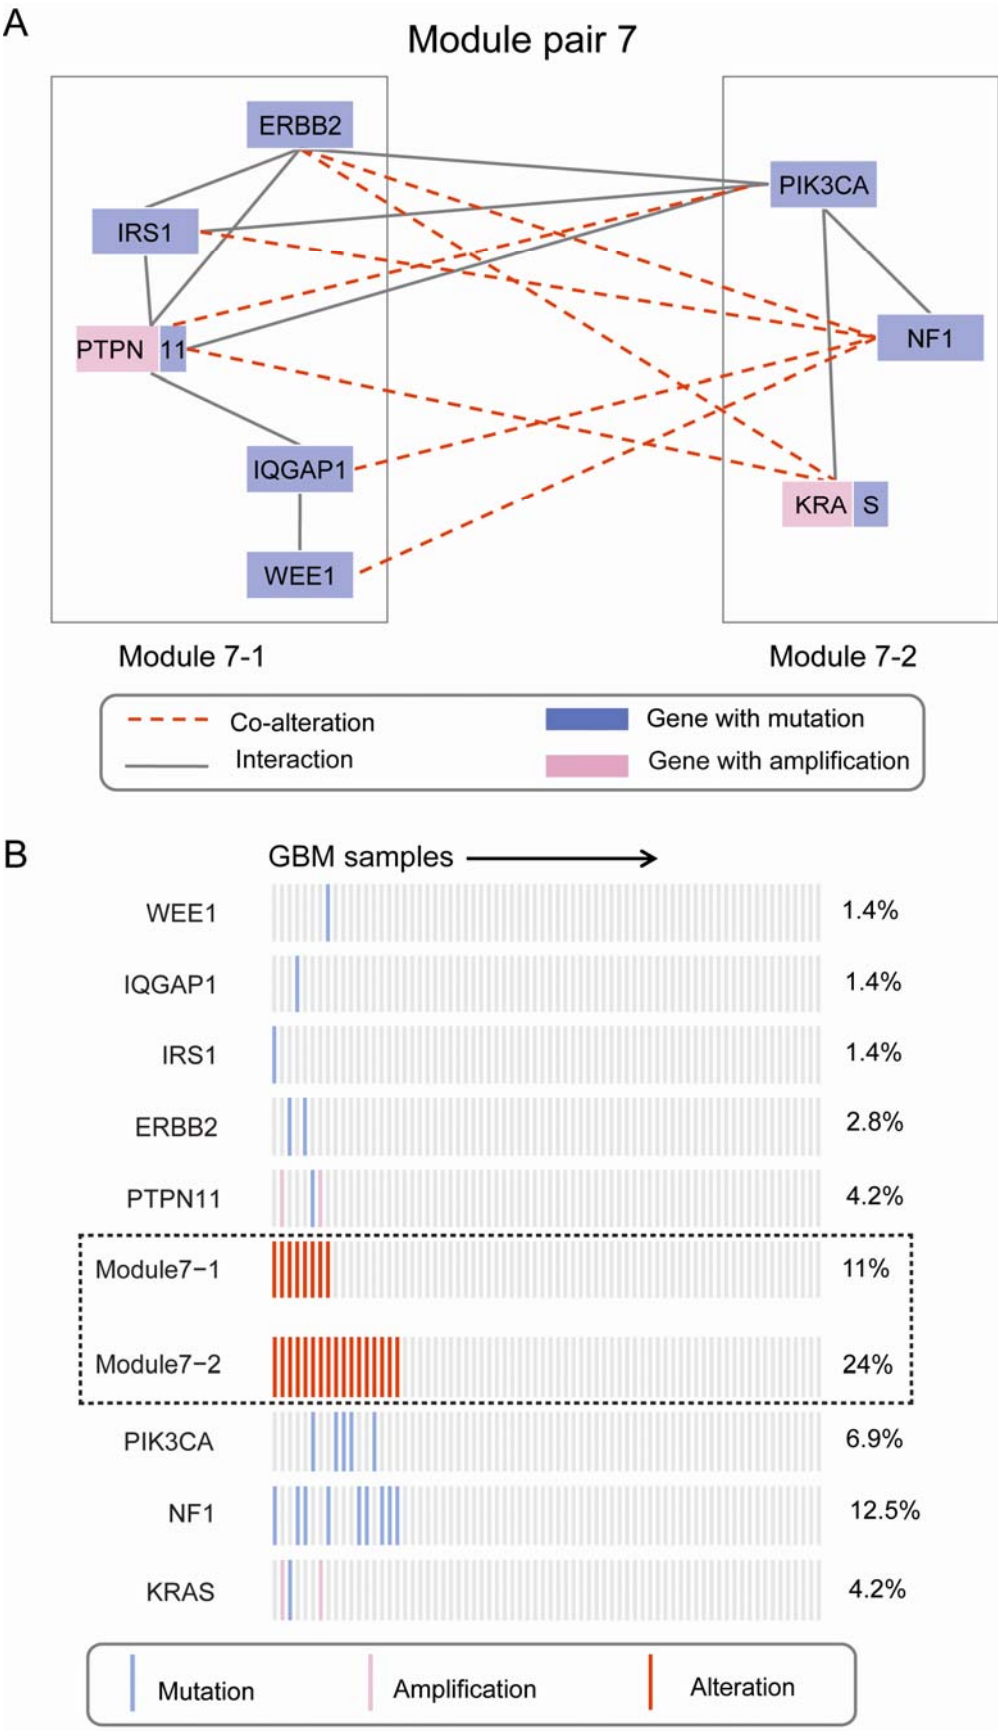 A
Module pair 7
ERBB2
PIK3CA
IRS1
PTPN 11
NF1
IQGAP1
KRA S
WEE1
Module 7-1
Module 7-2
Co-alteration
Gene with mutation
Interaction
Gene with amplification
B
GBM samples
WEE1 1.4%
IQGAP1 1.4%
IRS1 1.4%
ERBB2 2.8%
PTPN11 4.2%
Module7−1 11%
Module7−2 24%
PIK3CA 6.9%
NF1 12.5%
KRAS 4.2%
Mutation Amplification Alteration